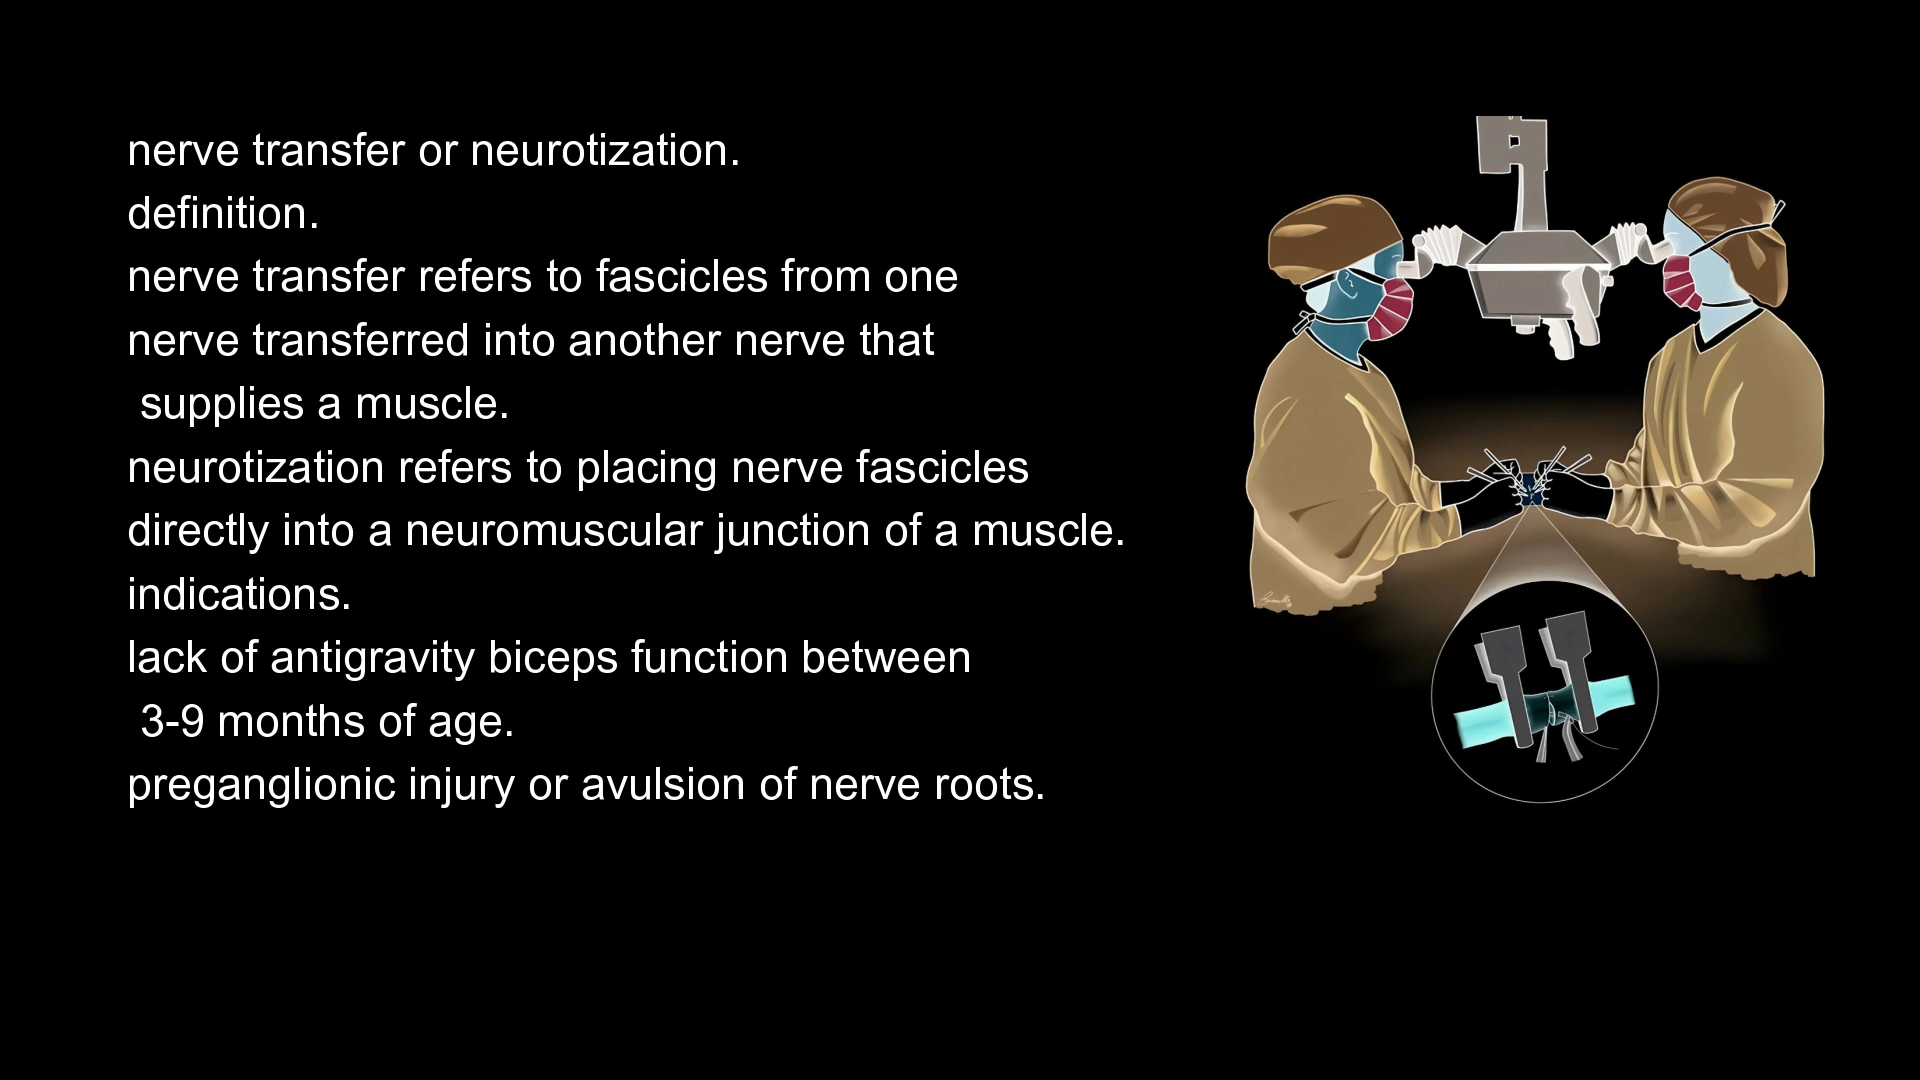 nerve transfer or neurotization.
definition.
nerve transfer refers to fascicles from one
nerve transferred into another nerve that
supplies a muscle.
neurotization refers to placing nerve fascicles
directly into a neuromuscular junction of a muscle.
indications.
lack of antigravity biceps function between
3-9 months of age.
preganglionic injury or avulsion of nerve roots.